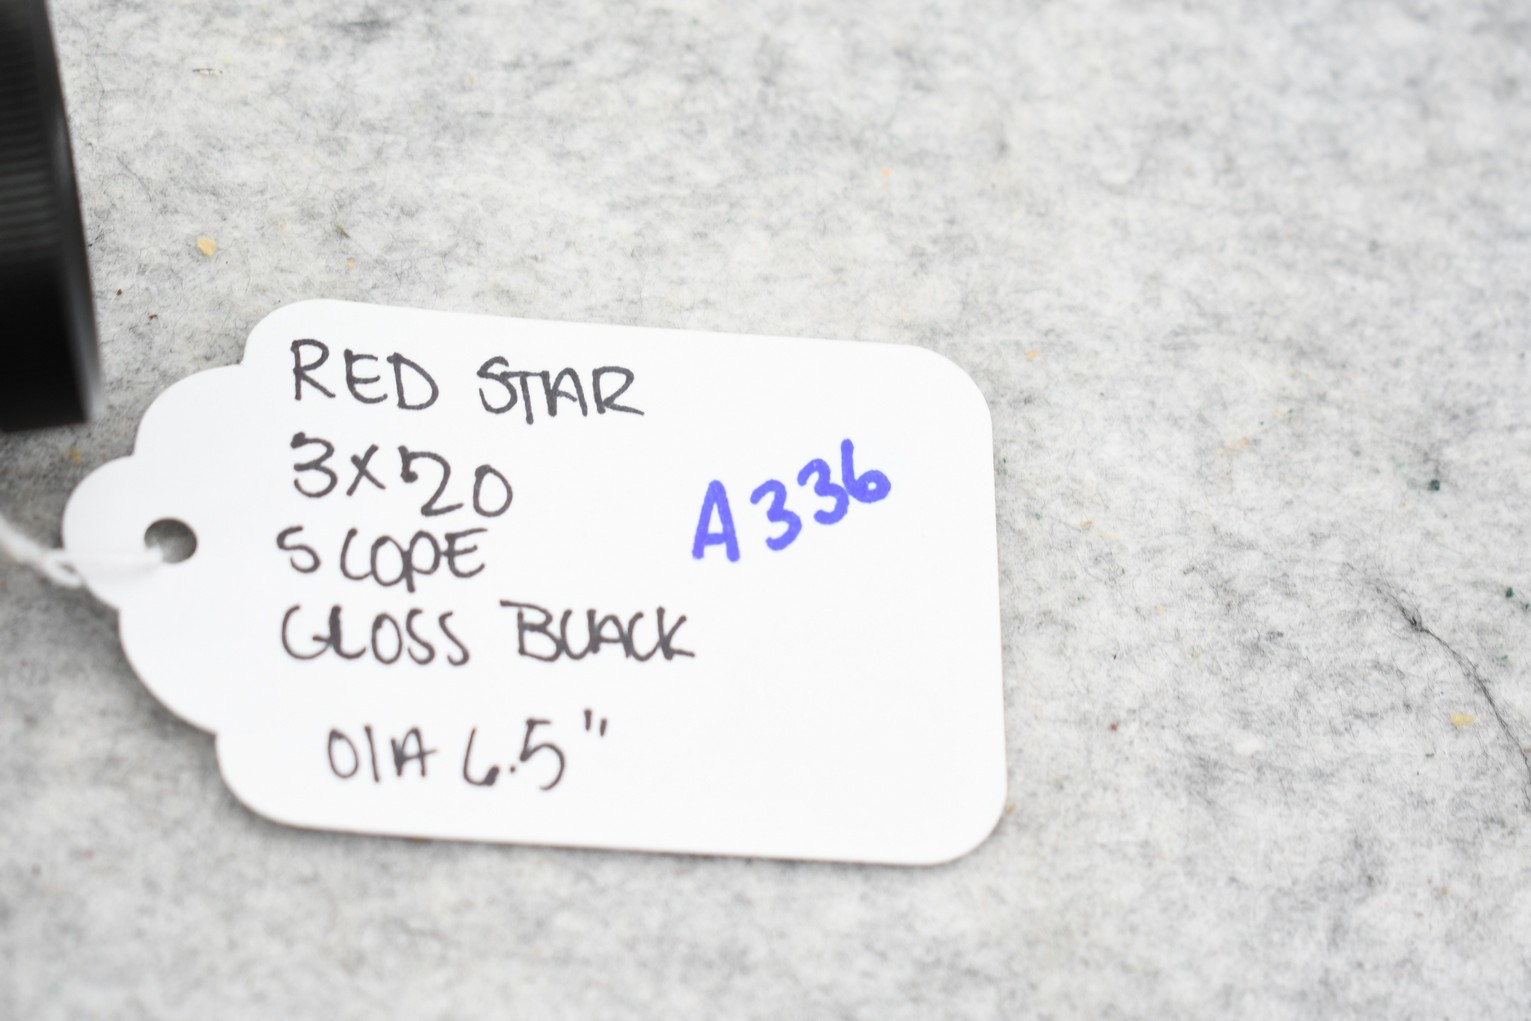 RED STAR
3X20
SCOPE
A336
GLOSS BLACK
O/A 6.5"